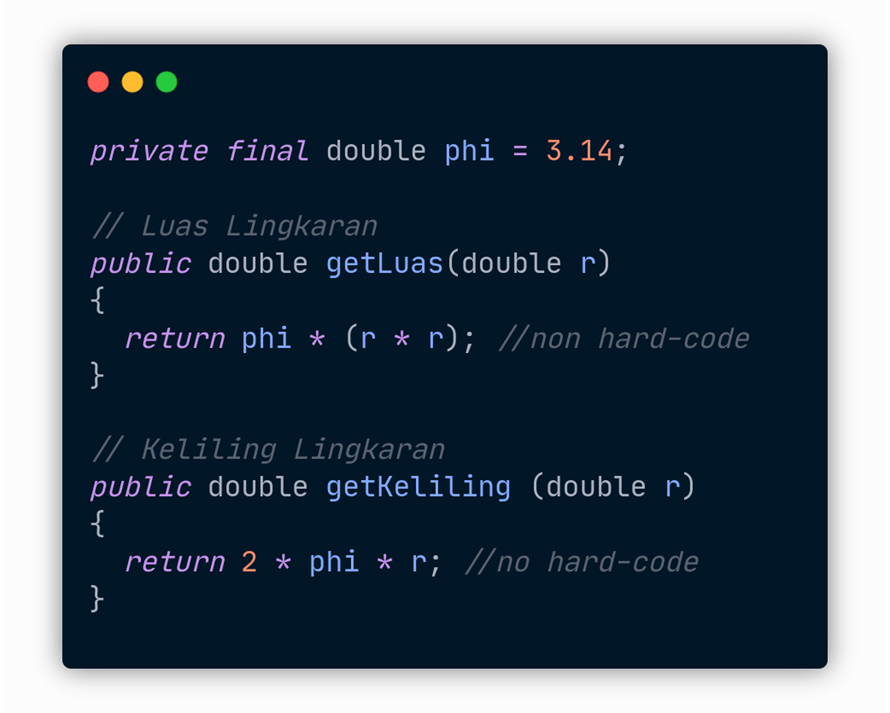 private final double phi = 3.14;
// Luas Lingkaran
public double getLuas(double r)
{
return phi * (r * r); //non hard-code
}
// Keliling Lingkaran
public double getKeliling (double r)
{
return 2 * phi * r; //no hard-code
}